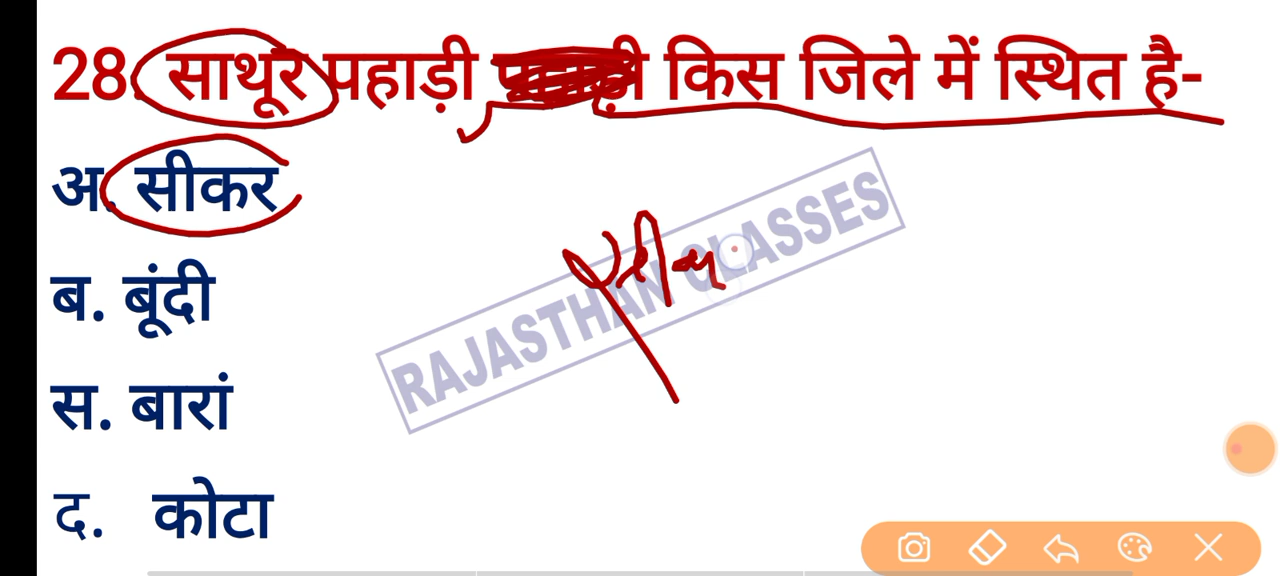 28. साथूर पहाड़ी किस जिले में स्थित है-
अ. सीकर
ब. बूंदी
RAJASTHAN CLASSES
स. बारां
द. कोटा